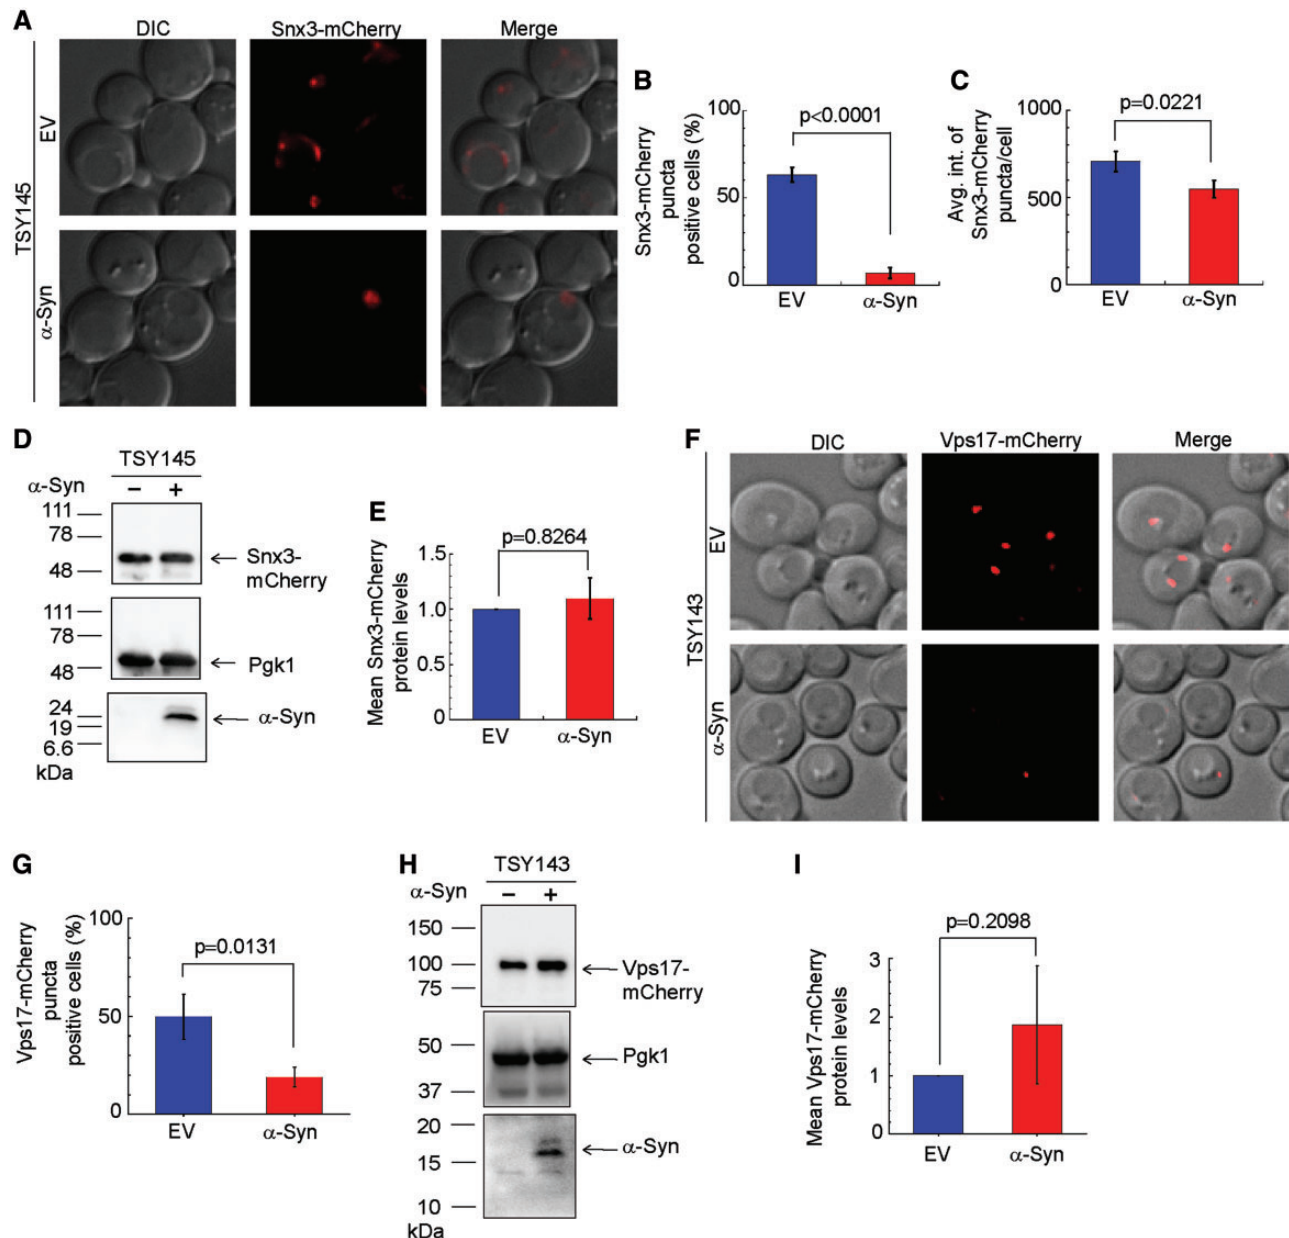 A
DIC
Snx3-mCherry
Merge
TSY145
EV
α-Syn
B
Snx3-mCherry
puncta
positive cells (%)
100
50
0
p<0.0001
EV
α-Syn
C
Avg. int. of
Snx3-mCherry
puncta/cell
1000
500
0
p=0.0221
EV
α-Syn
D
TSY145
α-Syn − +
111
78
48
Snx3-
mCherry
111
78
48
Pgk1
24
19
6.6
kDa
α-Syn
E
Mean Snx3-mCherry
protein levels
1.5
1.0
0.5
0
p=0.8264
EV
α-Syn
F
DIC
Vps17-mCherry
Merge
TSY143
EV
α-Syn
G
Vps17-mCherry
puncta
positive cells (%)
100
50
0
p=0.0131
EV
α-Syn
H
TSY143
α-Syn − +
150
100
75
Vps17-
mCherry
50
37
Pgk1
20
15
10
kDa
α-Syn
I
Mean Vps17-mCherry
protein levels
3
2
1
0
p=0.2098
EV
α-Syn